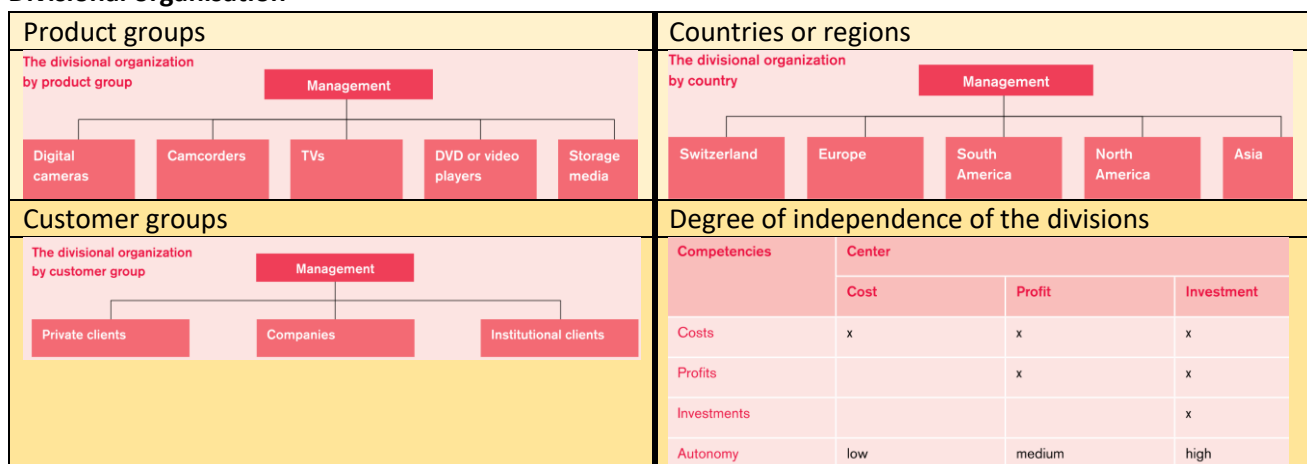 Divisional organisation
Product groups
The divisional organization
by product group
Management
Digital
cameras
Camcorders
TVs
DVD or video
players
Storage
media
Countries or regions
The divisional organization
by country
Management
Switzerland
Europe
South
America
North
America
Asia
Customer groups
The divisional organization
by customer group
Management
Private clients
Companies
Institutional clients
Degree of independence of the divisions
Competencies Center
Cost Profit Investment
Costs x x x
Profits x x
Investments x
Autonomy low medium high